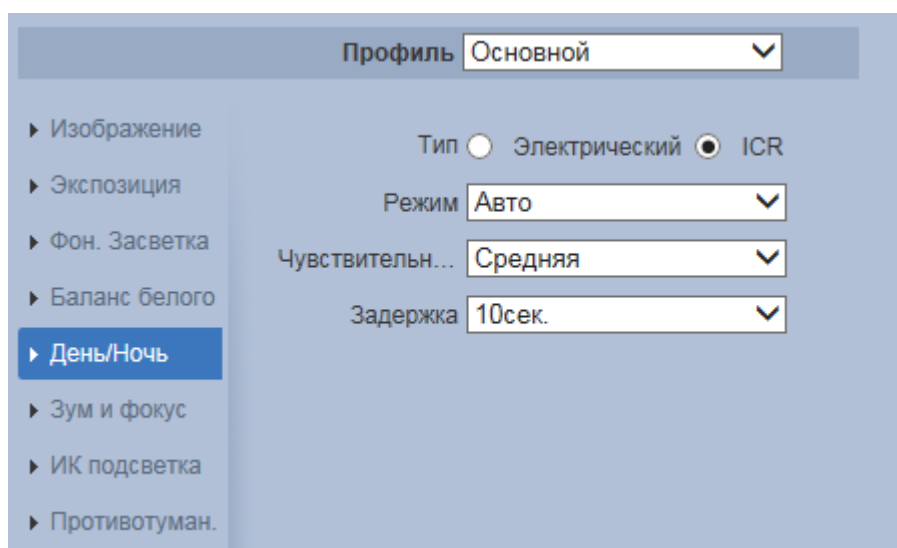 Профиль Основной
Изображение
Экспозиция
Фон. Засветка
Баланс белого
День/Ночь
Зум и фокус
ИК подсветка
Противотуман.
Тип Электрический ICR
Режим Авто
Чувствительн... Средняя
Задержка 10сек.